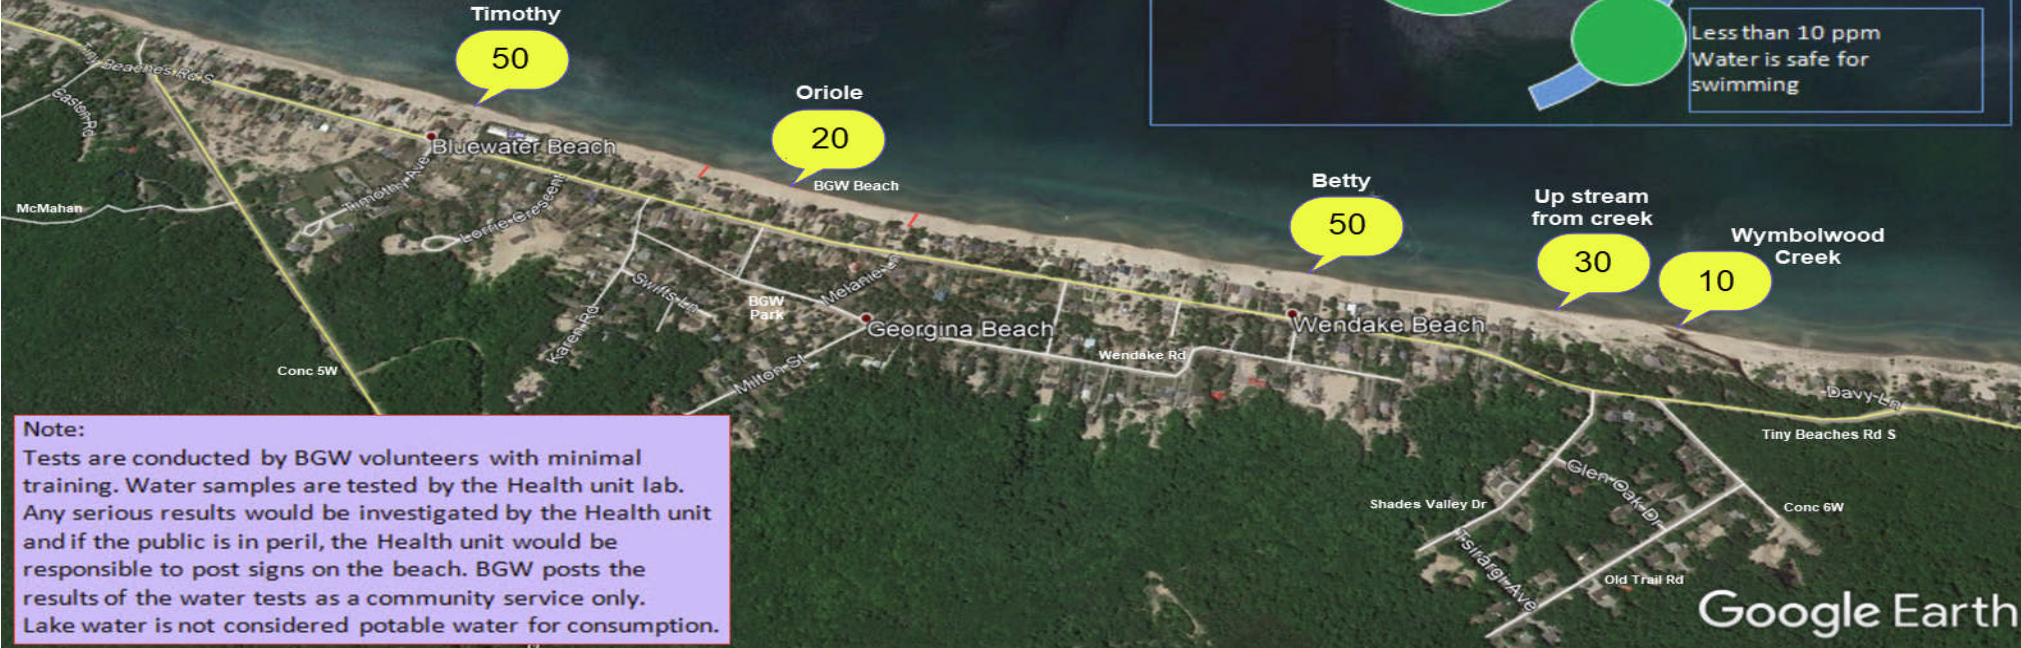 Timothy
50
Less than 10 ppm
Water is safe for
swimming
Oriole
20
BGW Beach
Tiny Beaches Rd S
Caston Rd
Bluewater Beach
Timothy Ave
Lorrie Crescent
McMahan
Betty
50
Up stream
from creek
30
Wymbolwood
Creek
10
Swiffs Ln
BGW
Park
Melanie Ln
Karen Rd
Georgina Beach
Wendake Beach
Wendake Rd
Milton St
Conc 5W
Davy Ln
Tiny Beaches Rd S
Shades Valley Dr
Glen Oak Dr
Conc 6W
Tsirargi Ave
Old Trail Rd
Note:
Tests are conducted by BGW volunteers with minimal
training. Water samples are tested by the Health unit lab.
Any serious results would be investigated by the Health unit
and if the public is in peril, the Health unit would be
responsible to post signs on the beach. BGW posts the
results of the water tests as a community service only.
Lake water is not considered potable water for consumption.
Google Earth